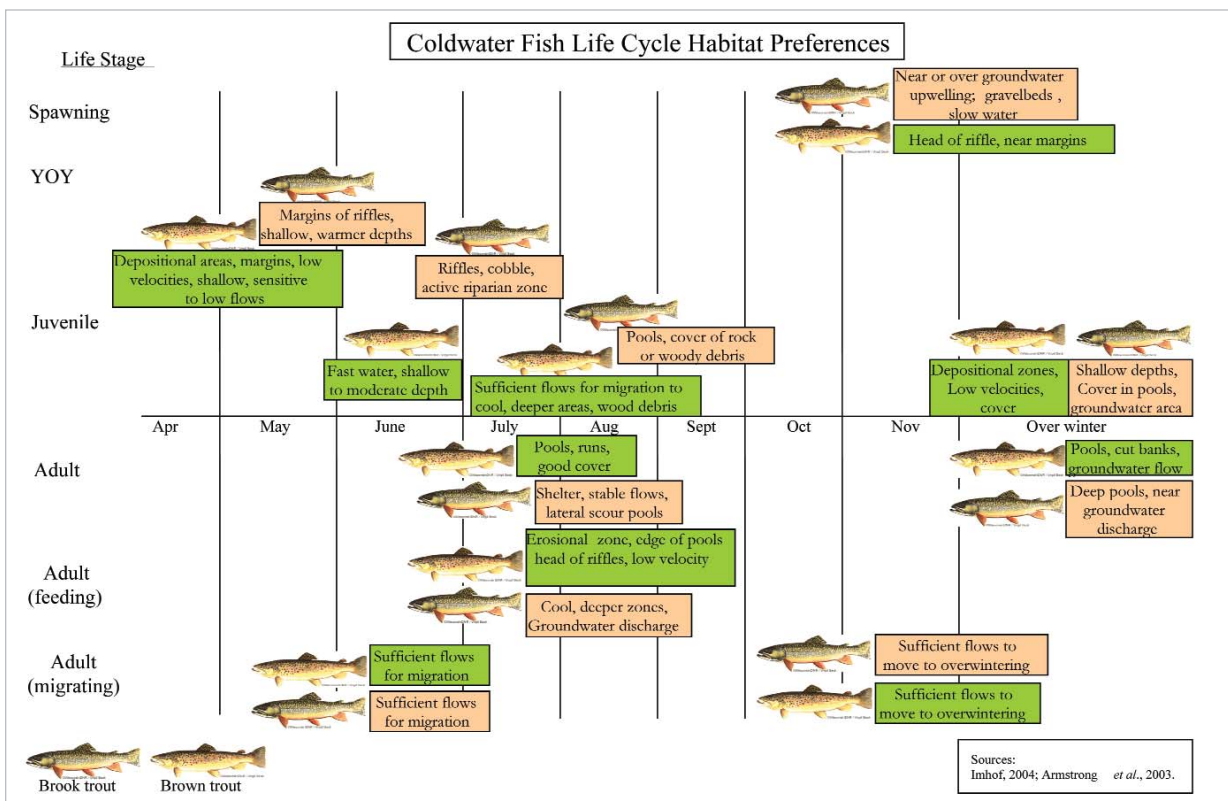 Coldwater Fish Life Cycle Habitat Preferences
Life Stage
Spawning
Near or over groundwater
upwelling; gravelbeds ,
slow water
Head of riffle, near margins
YOY
Margins of riffles,
shallow, warmer depths
Depositional areas, margins, low
velocities, shallow, sensitive
to low flows
Riffles, cobble,
active riparian zone
Juvenile
Pools, cover of rock
or woody debris
Fast water, shallow
to moderate depth
Sufficient flows for migration to
cool, deeper areas, wood debris
Depositional zones,
Low velocities,
cover
Shallow depths,
Cover in pools,
groundwater area
Apr May June July Aug Sept Oct Nov Over winter
Adult
Pools, runs,
good cover
Shelter, stable flows,
lateral scour pools
Pools, cut banks,
groundwater flow
Deep pools, near
groundwater
discharge
Adult
(feeding)
Erosional zone, edge of pools
head of riffles, low velocity
Cool, deeper zones,
Groundwater discharge
Adult
(migrating)
Sufficient flows
for migration
Sufficient flows
for migration
Sufficient flows to
move to overwintering
Sufficient flows to
move to overwintering
Brook trout
Brown trout
Sources:
Imhof, 2004; Armstrong et al., 2003.